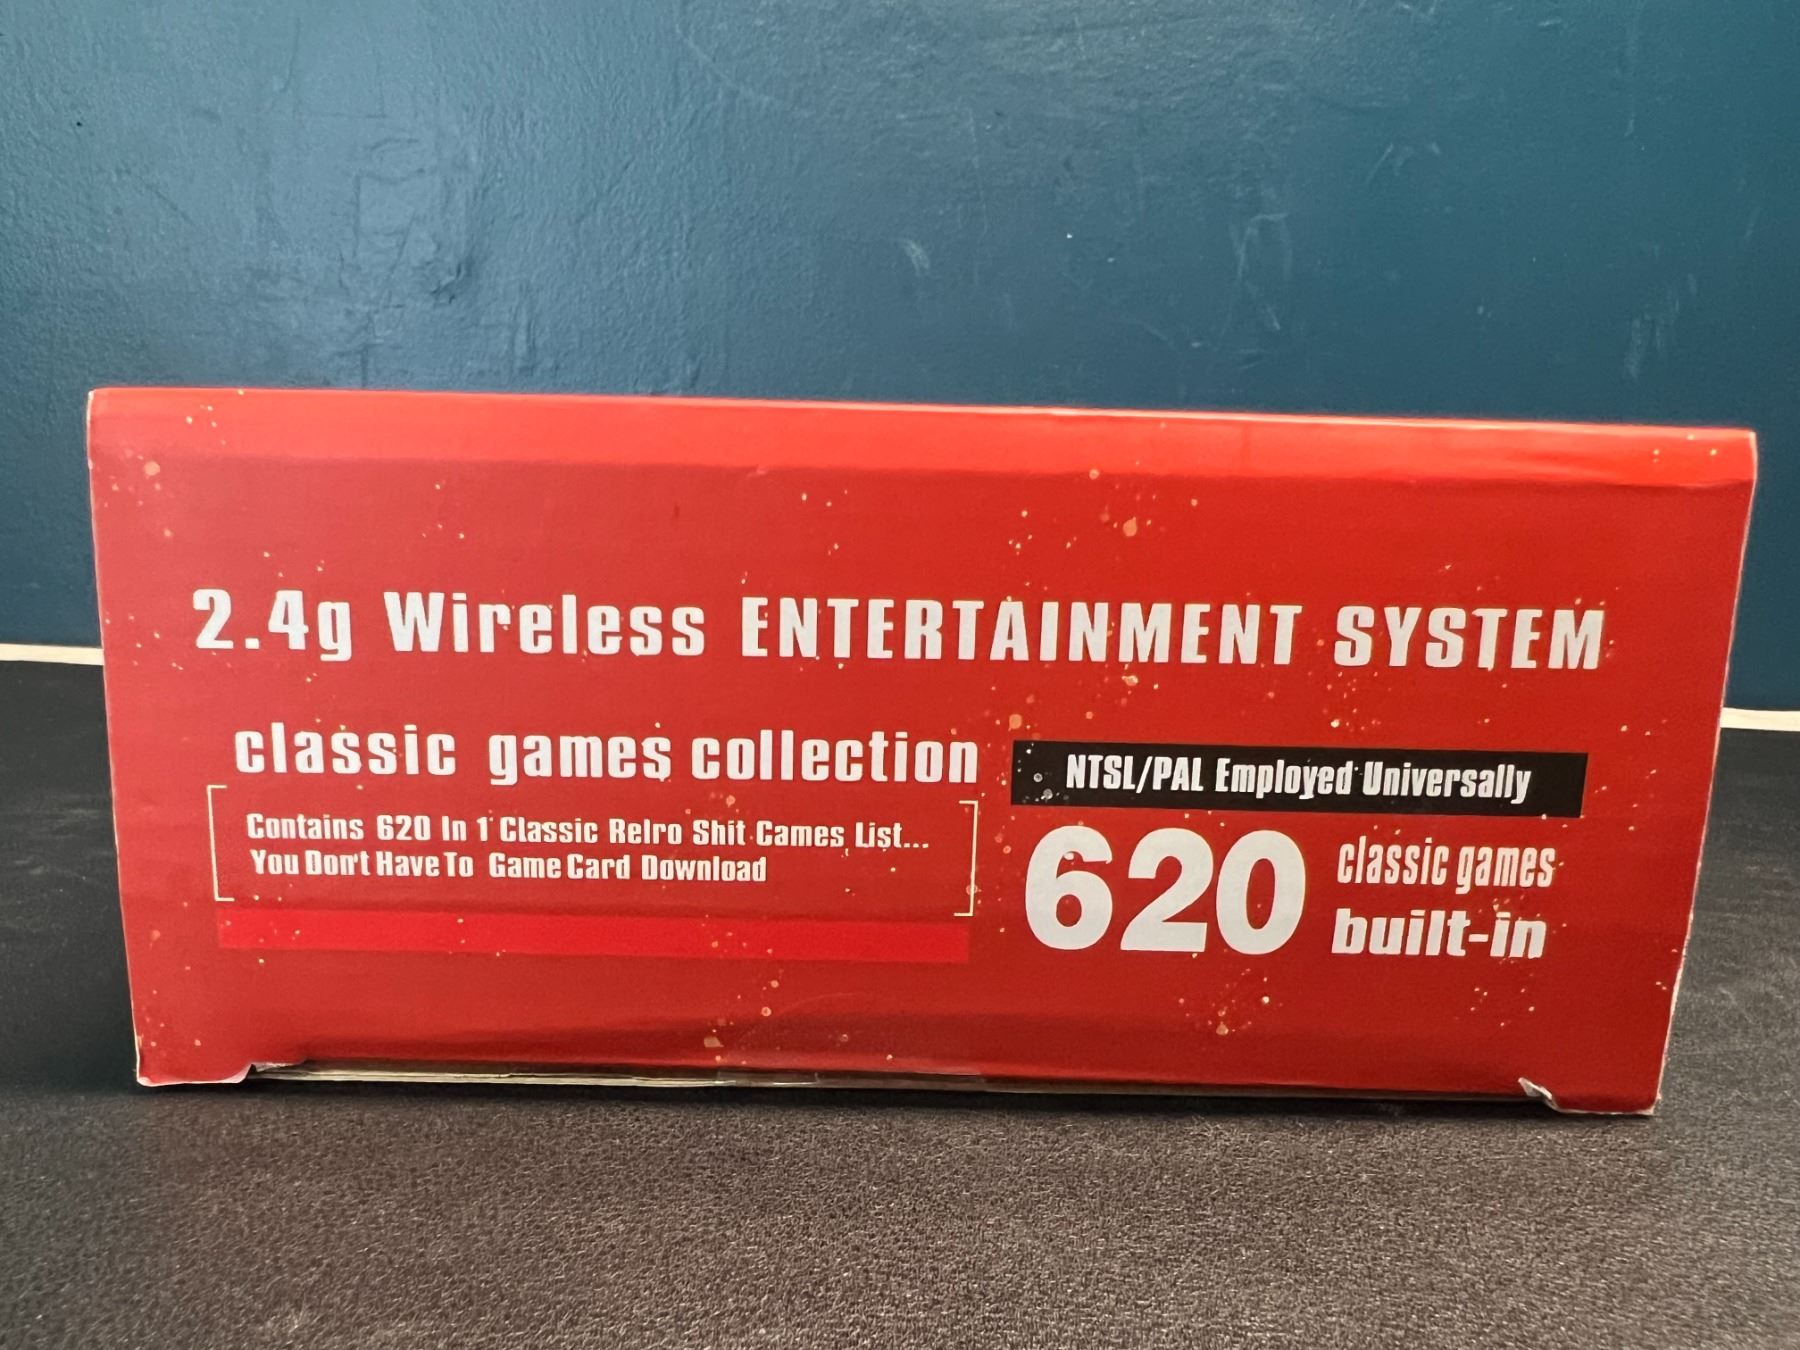 2.4g Wireless ENTERTAINMENT SYSTEM
classic games collection
Contains 620 In 1 Classic Relro Shit Cames List...
You Don't Have To Game Card Download
NTSL/PAL Employed Universally
620 classic games
built-in